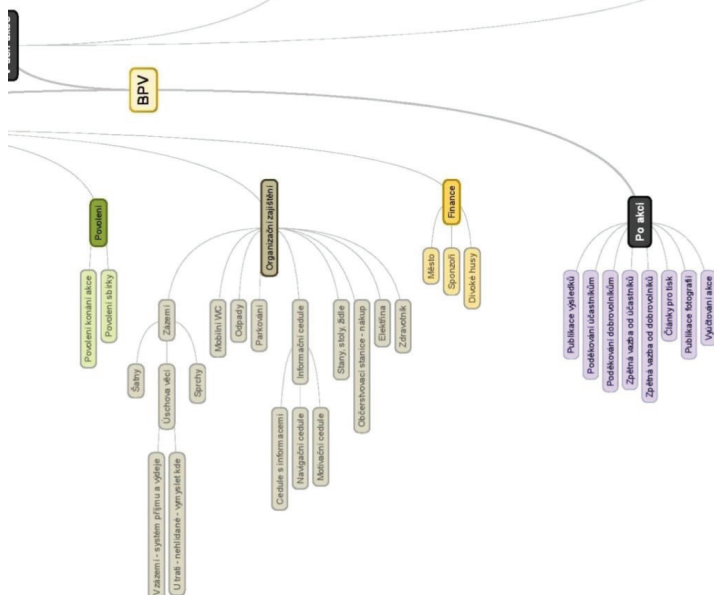 BPV
Povolení
Povolení konání akce
Povolení sbírky
Organizační zajištění
Zázemí
Šatny
Úschova věcí
V zázemí - systém příjmu a výdeje
U trati - nehlídané - vymyslet kde
Sprchy
Mobilní WC
Odpady
Parkování
Informační cedule
Cedule s informacemi
Navigační cedule
Motivační cedule
Stany, stoly, židle
Občerstvovací stanice - nákup
Elektřina
Zdravotník
Finance
Město
Sponzoři
Divoké husy
Po akci
Publikace výsledků
Poděkování účastníkům
Poděkování dobrovolníkům
Zpětná vazba od účastníků
Zpětná vazba od dobrovolníků
Články pro tisk
Publikace fotografií
Vyúčtování akce